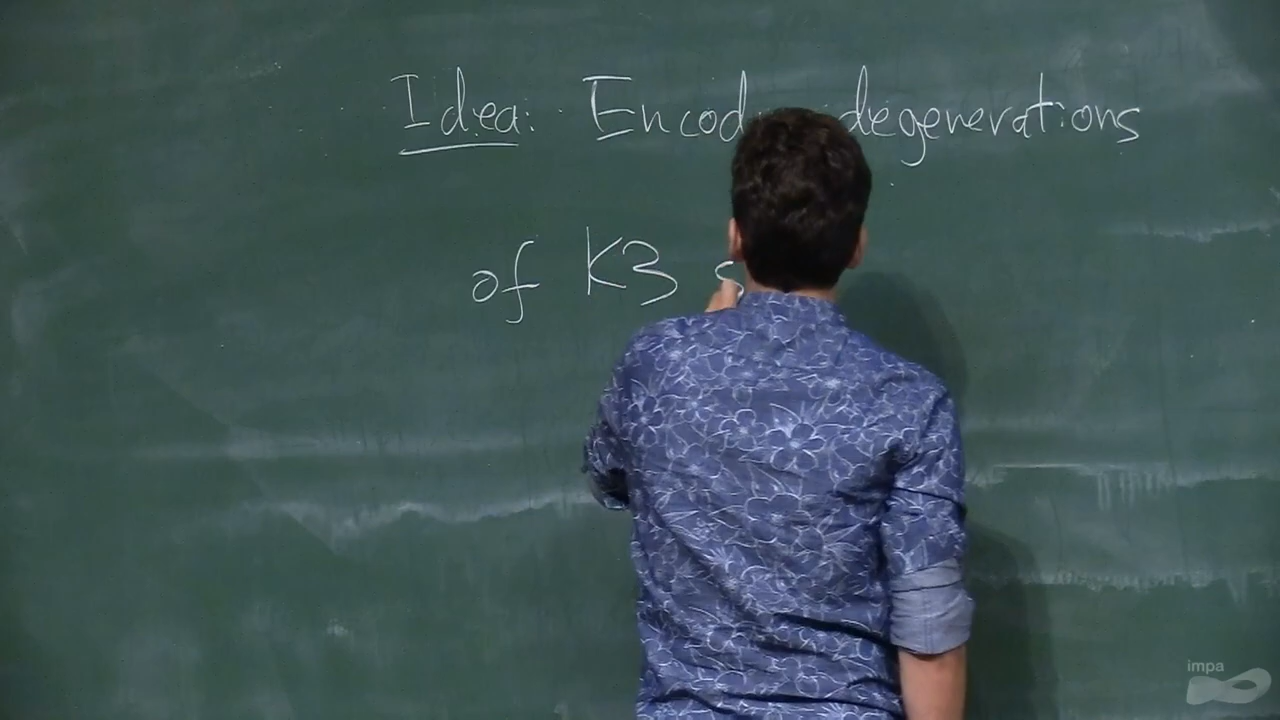 Idea: Encod degenerations
of K3 s
impa